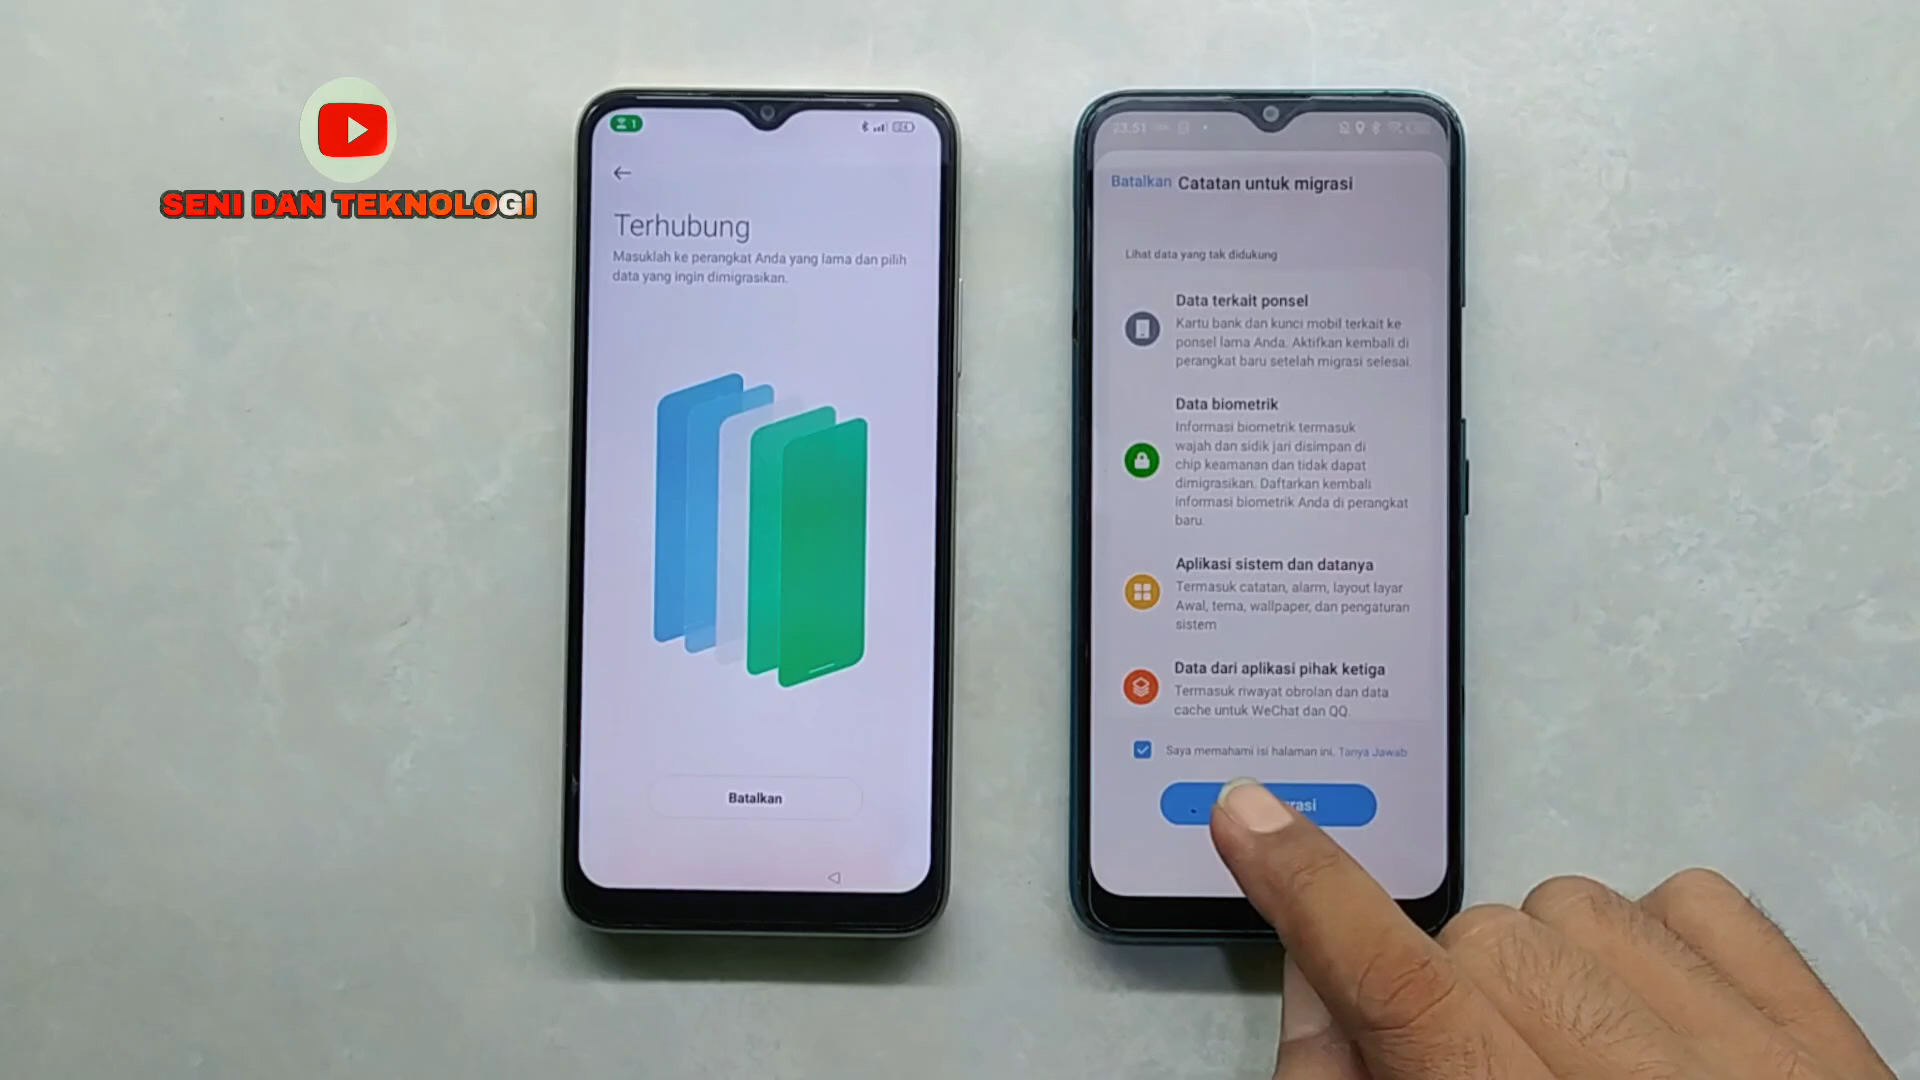 SENI DAN TEKNOLOGI
1
Terhubung
Masuklah ke perangkat Anda yang lama dan pilih
data yang ingin dimigrasikan.
Batalkan
23.51
Batalkan Catatan untuk migrasi
Lihat data yang tak didukung
Data terkait ponsel
Kartu bank dan kunci mobil terkait ke
ponsel lama Anda. Aktifkan kembali di
perangkat baru setelah migrasi selesai.
Data biometrik
Informasi biometrik termasuk
wajah dan sidik jari disimpan di
chip keamanan dan tidak dapat
dimigrasikan. Daftarkan kembali
informasi biometrik Anda di perangkat
baru.
Aplikasi sistem dan datanya
Termasuk catatan, alarm, layout layar
Awal, tema, wallpaper, dan pengaturan
sistem
Data dari aplikasi pihak ketiga
Termasuk riwayat obrolan dan data
cache untuk WeChat dan QQ.
Saya memahami isi halaman ini. Tanya Jawab